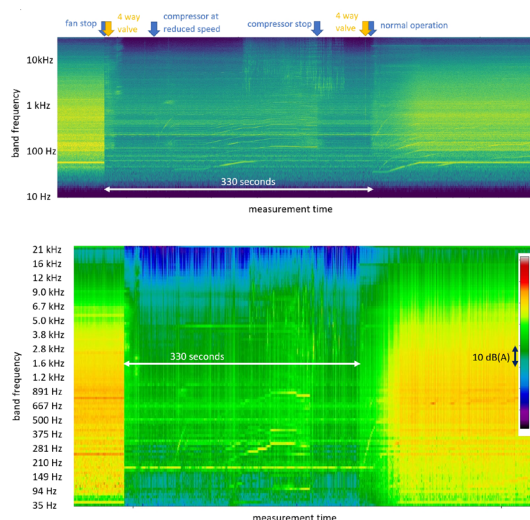 fan stop
4 way
valve
compressor at
reduced speed
compressor stop
4 way
valve
normal operation
10kHz
1 kHz
100 Hz
10 Hz
band frequency
330 seconds
measurement time
21 kHz
16 kHz
12 kHz
9.0 kHz
6.7 kHz
5.0 kHz
3.8 kHz
2.8 kHz
1.6 kHz
1.2 kHz
891 Hz
667 Hz
500 Hz
375 Hz
281 Hz
210 Hz
149 Hz
94 Hz
35 Hz
band frequency
330 seconds
10 dB(A)
measurement time